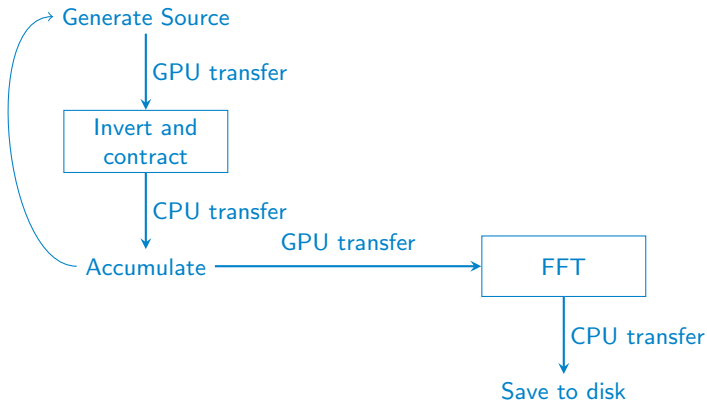 Generate Source
GPU transfer
Invert and
contract
CPU transfer
GPU transfer
Accumulate
FFT
CPU transfer
Save to disk